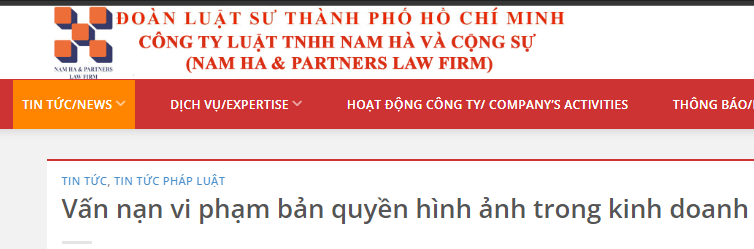 ĐOÀN LUẬT SƯ THÀNH PHỐ HỒ CHÍ MINH
CÔNG TY LUẬT TNHH NAM HÀ VÀ CỘNG SỰ
(NAM HA & PARTNERS LAW FIRM)
NAM HA & PARTNERS
LAW FIRM
TIN TỨC/NEWS DỊCH VỤ/EXPERTISE HOẠT ĐỘNG CÔNG TY/ COMPANY'S ACTIVITIES THÔNG BÁO/
TIN TỨC, TIN TỨC PHÁP LUẬT
Vấn nạn vi phạm bản quyền hình ảnh trong kinh doanh